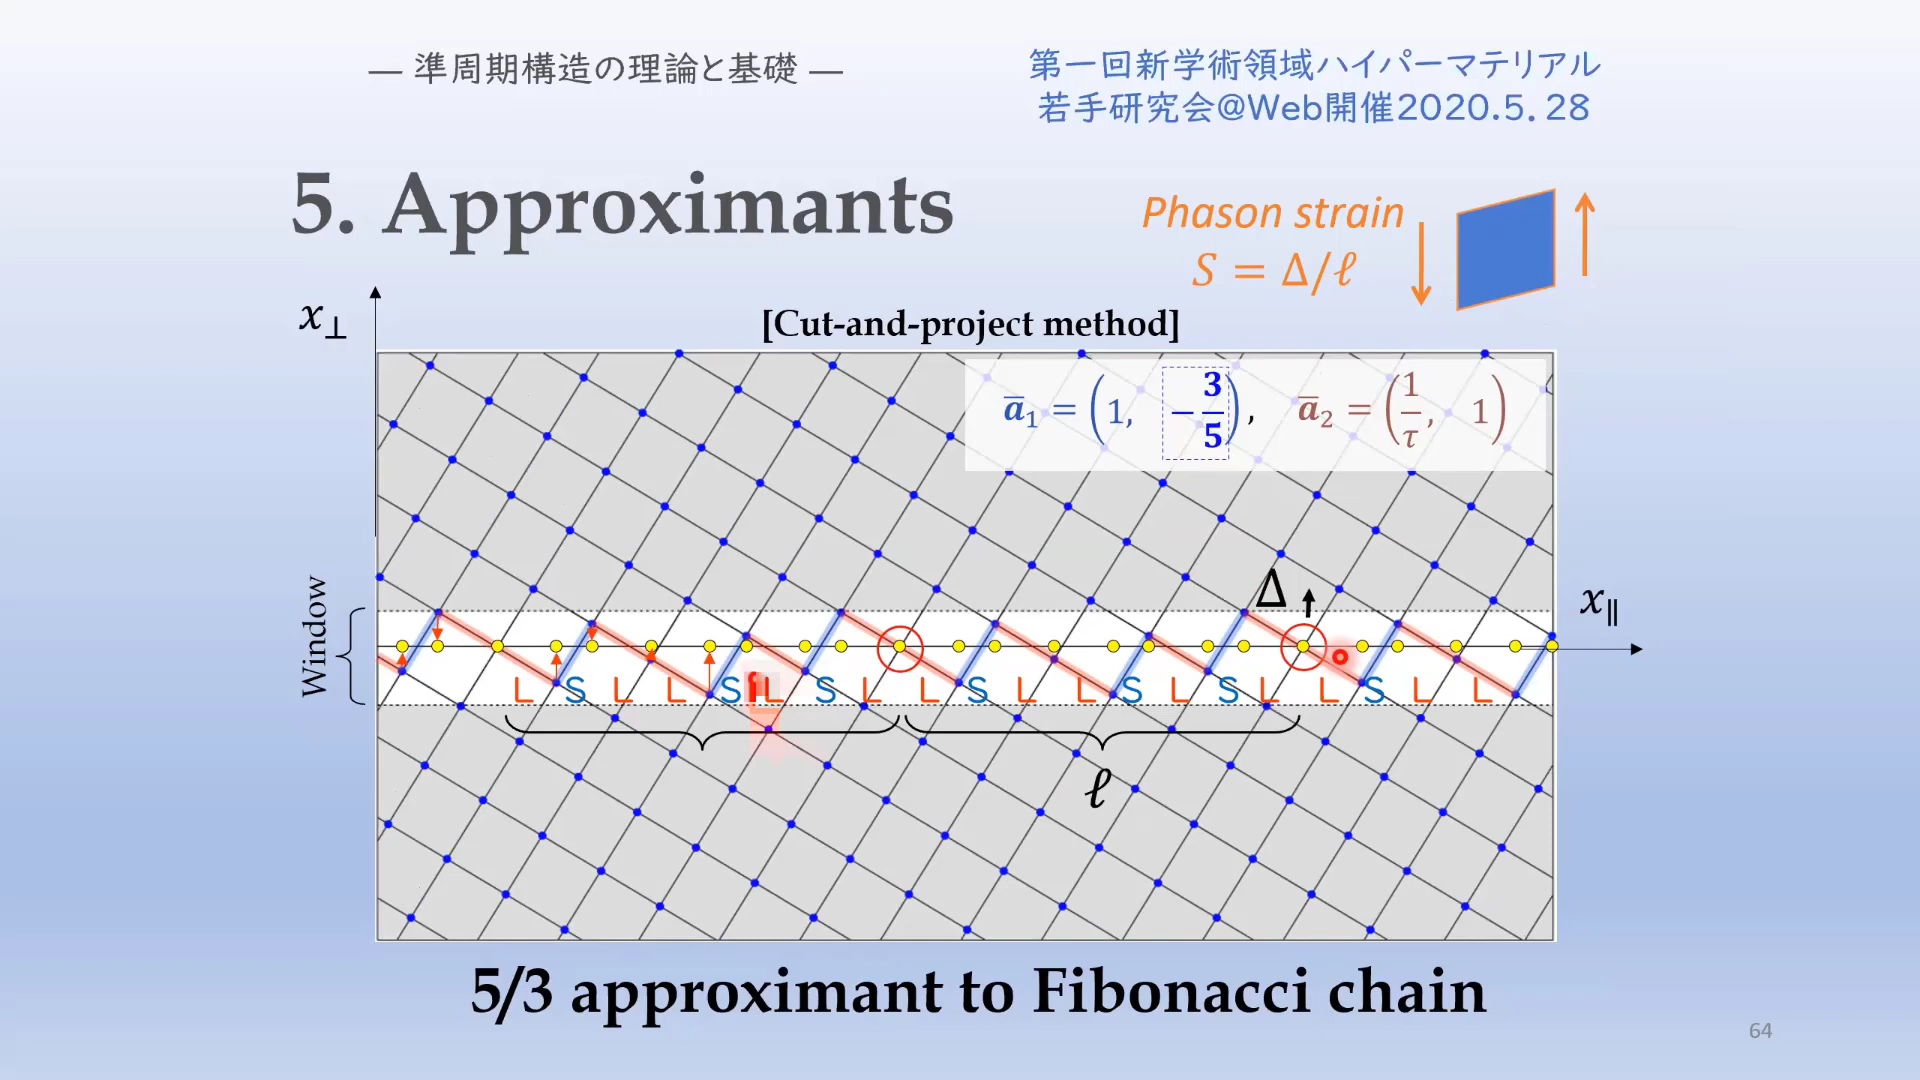 — 準周期構造の理論と基礎 —
第一回新学術領域ハイパーマテリアル
若手研究会@Web開催2020.5.28
5. Approximants
Phason strain
S = Δ/ℓ
x⊥
[Cut-and-project method]
a̅₁ = (1, −3/5), a̅₂ = (1/τ, 1)
Window
Δ
x∥
L S L L S L S L L S L L S L S L L S L L
ℓ
5/3 approximant to Fibonacci chain
64